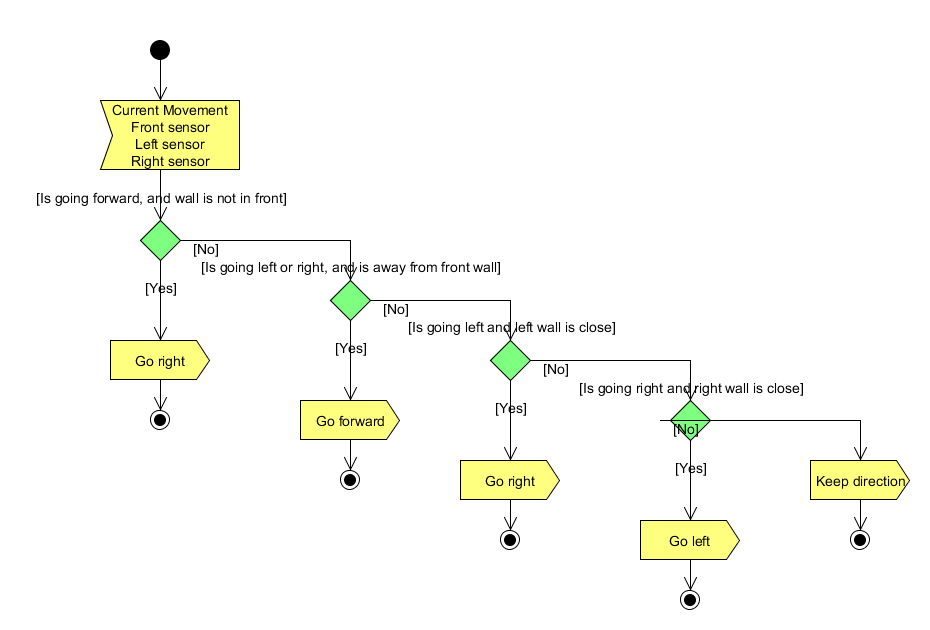 Current Movement
Front sensor
Left sensor
Right sensor
[Is going forward, and wall is not in front]
[No]
[Is going left or right, and is away from front wall]
[Yes]
[No]
[Is going left and left wall is close]
[Yes]
[No]
[Is going right and right wall is close]
Go right
[Yes]
Go forward
[No]
[Yes]
Go right
Keep direction
Go left